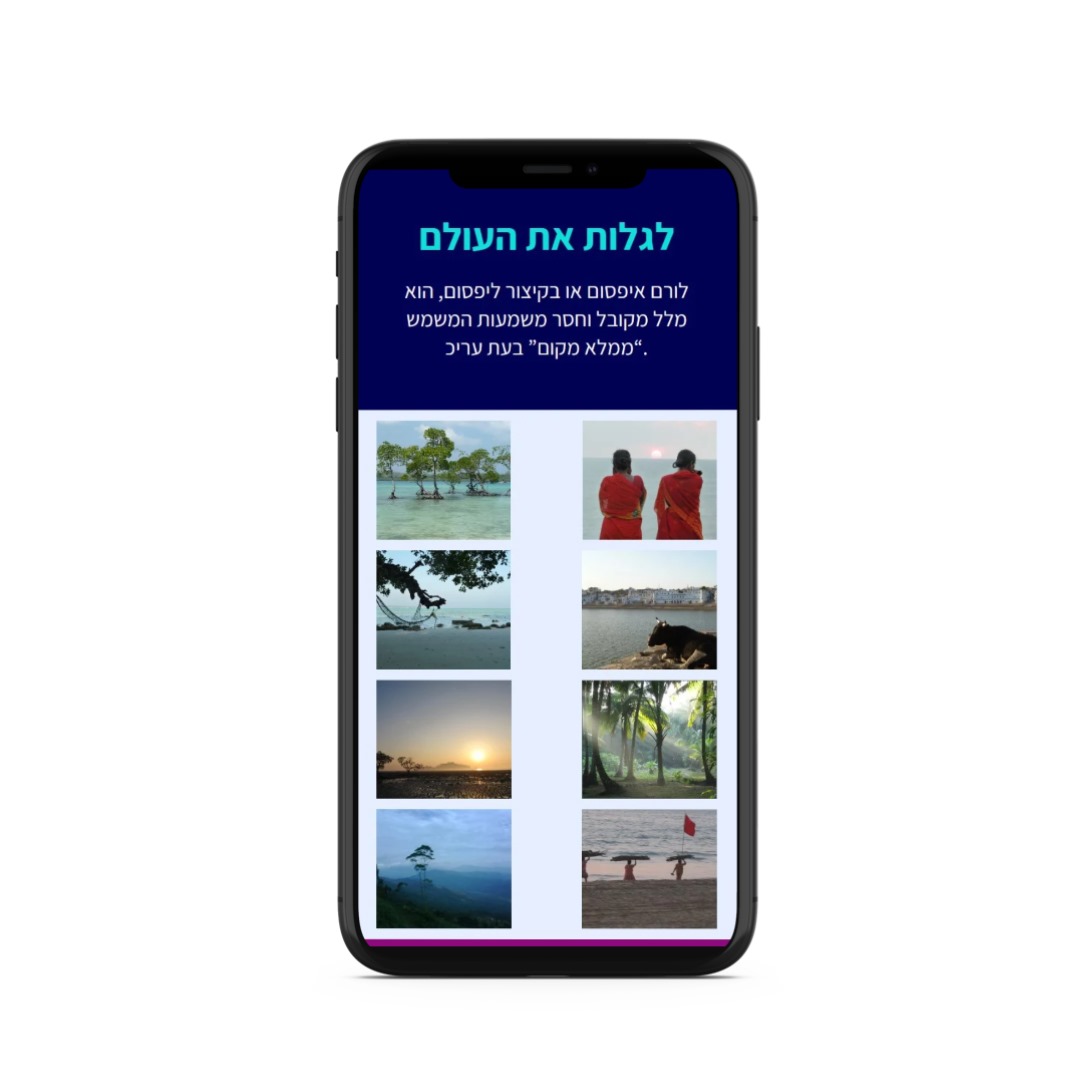 לגלות את העולם
לורם איפסום או בקיצור ליפסום, הוא
מלל מקובל וחסר משמעות המשמש
.“ממלא מקום” בעת עריכ